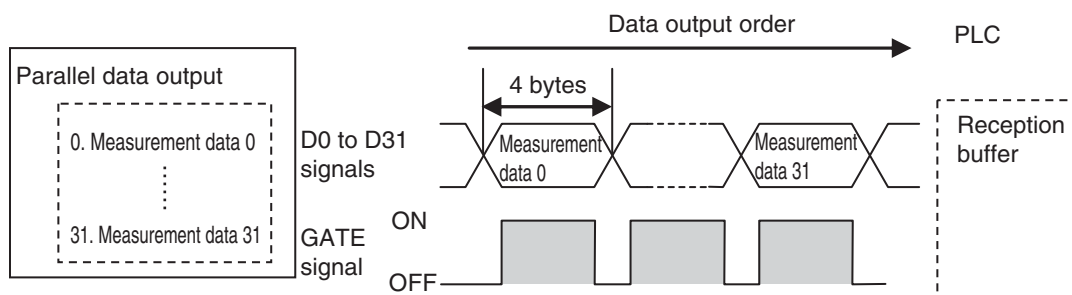 Data output order
PLC
Parallel data output
4 bytes
0. Measurement data 0
D0 to D31
signals
Measurement
data 0
Measurement
data 31
Reception
buffer
31. Measurement data 31
GATE
signal
ON
OFF